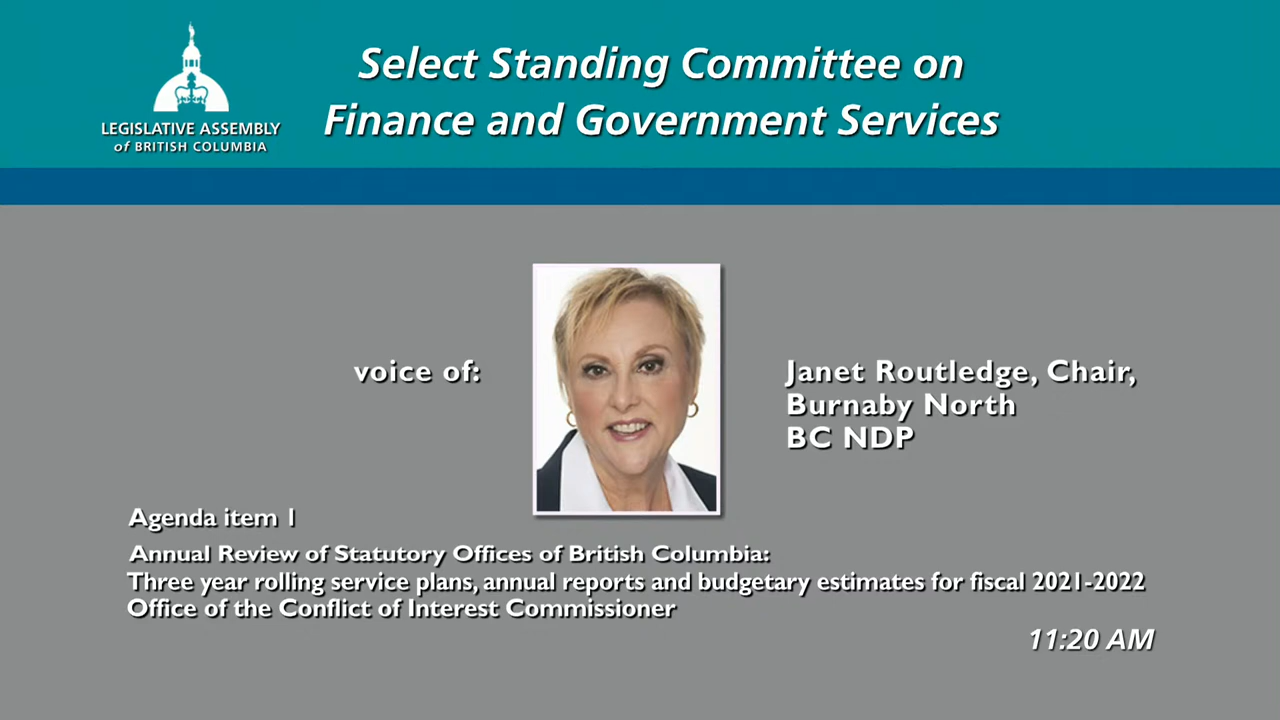 Select Standing Committee on
Finance and Government Services
LEGISLATIVE ASSEMBLY
of BRITISH COLUMBIA
voice of:
Janet Routledge, Chair,
Burnaby North
BC NDP
Agenda item 1
Annual Review of Statutory Offices of British Columbia:
Three year rolling service plans, annual reports and budgetary estimates for fiscal 2021-2022
Office of the Conflict of Interest Commissioner
11:20 AM